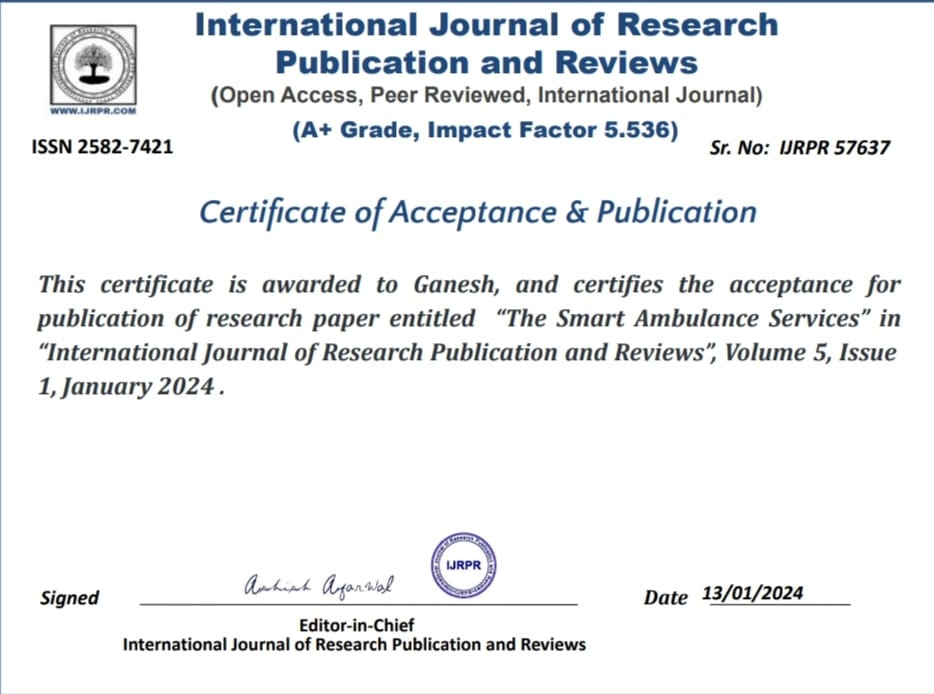 International Journal of Research
Publication and Reviews
(Open Access, Peer Reviewed, International Journal)
(A+ Grade, Impact Factor 5.536)
WWW.IJRPR.COM
ISSN 2582-7421
Sr. No: IJRPR 57637
Certificate of Acceptance & Publication
This certificate is awarded to Ganesh, and certifies the acceptance for
publication of research paper entitled “The Smart Ambulance Services” in
“International Journal of Research Publication and Reviews”, Volume 5, Issue
1, January 2024 .
IJRPR
Signed
Agarwal
Date 13/01/2024
Editor-in-Chief
International Journal of Research Publication and Reviews